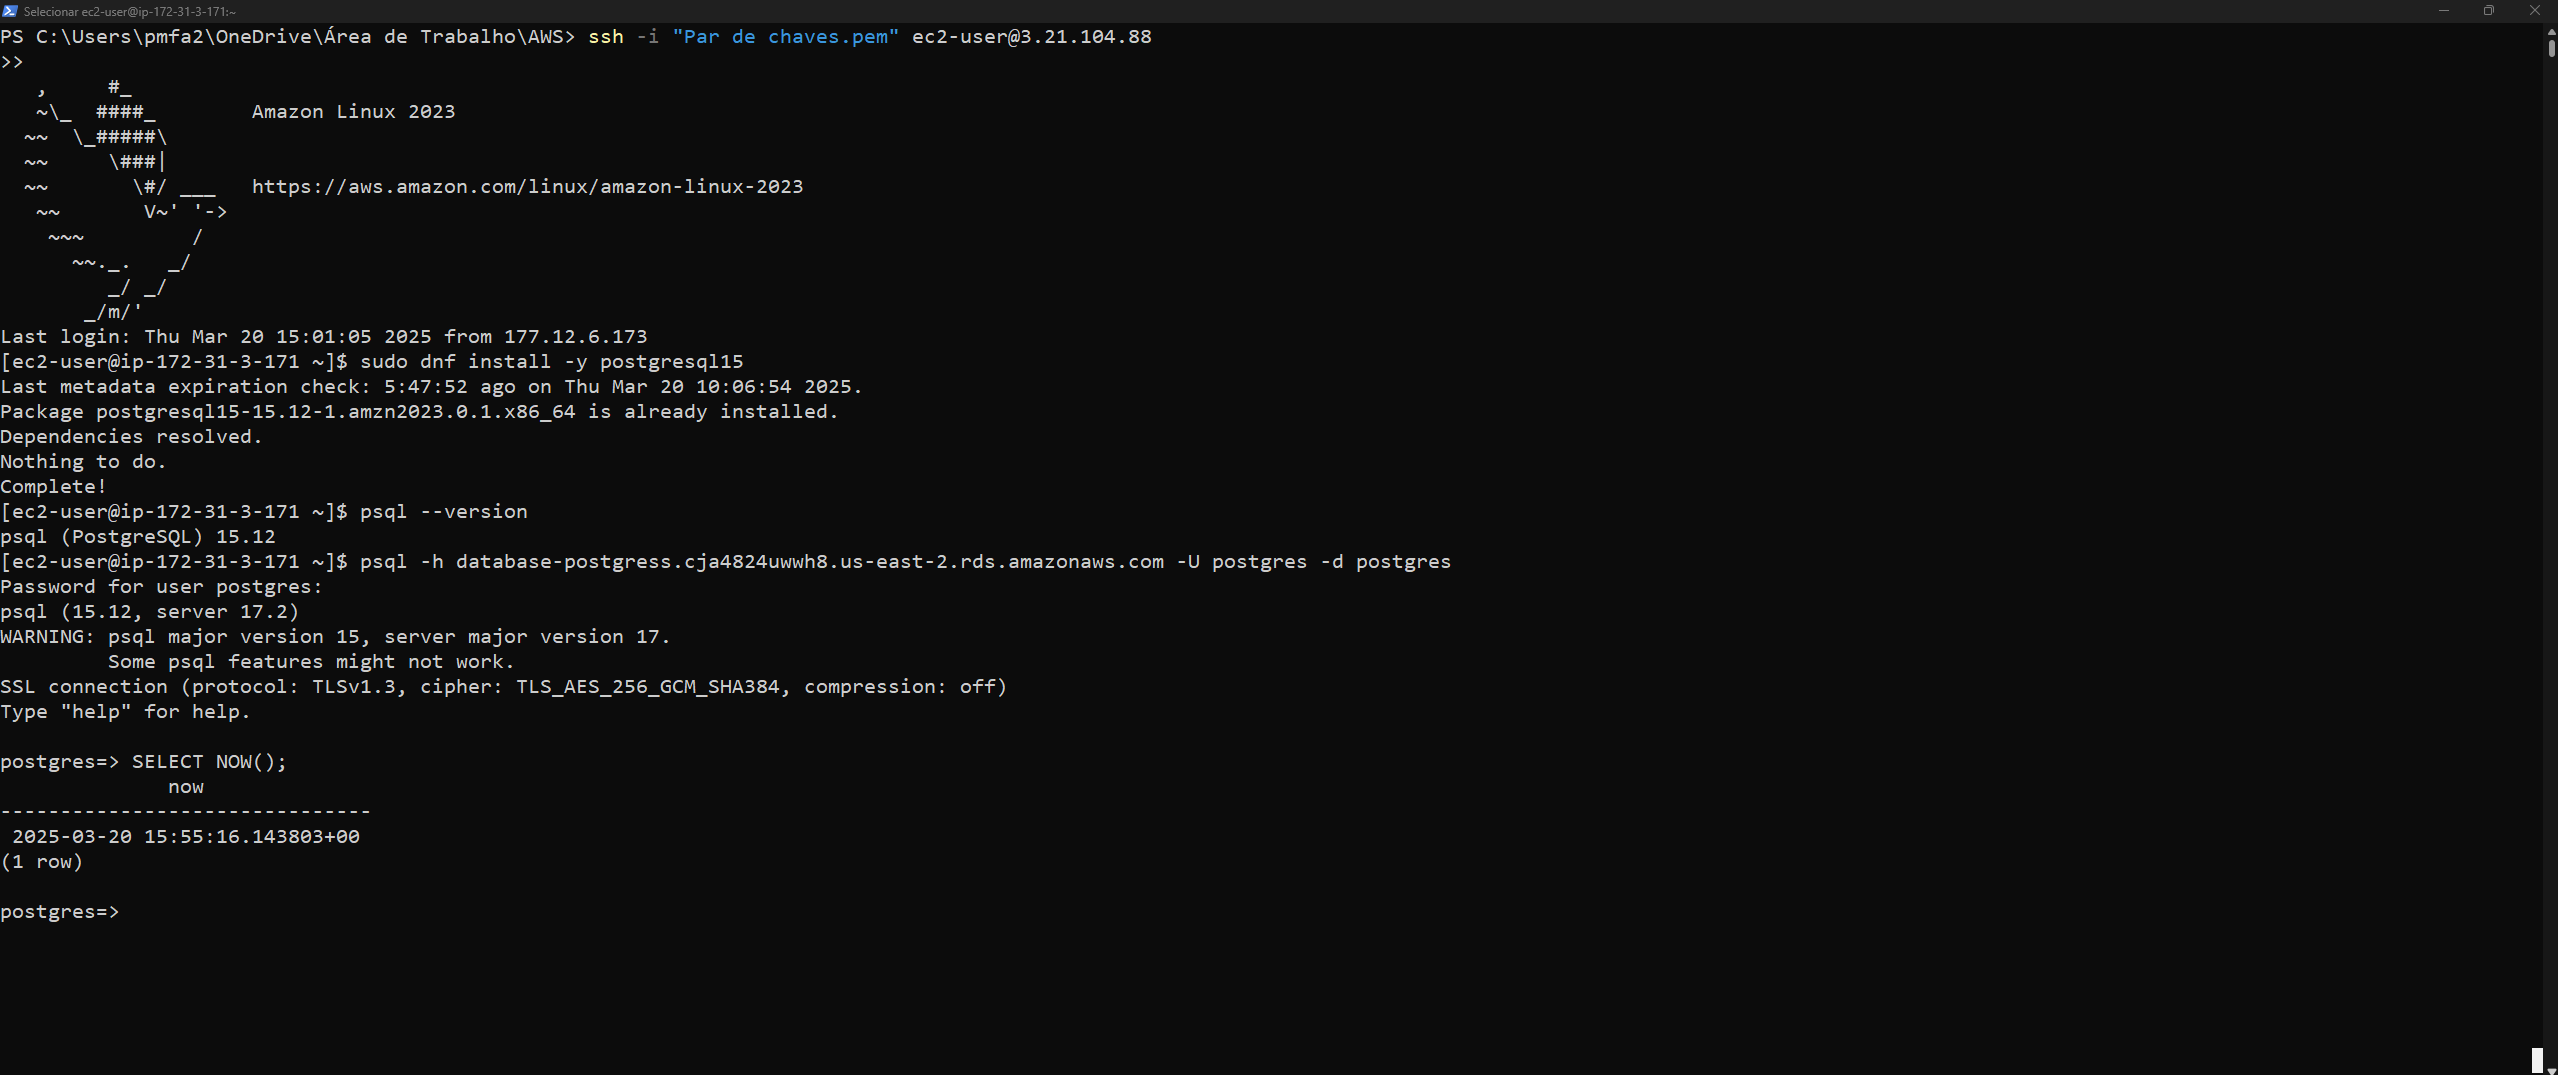 Selecionar ec2-user@ip-172-31-3-171:~
PS C:\Users\pmfa2\OneDrive\Área de Trabalho\AWS> ssh -i "Par de chaves.pem" ec2-user@3.21.104.88
>>
   ,     #_
   ~\_  ####_        Amazon Linux 2023
  ~~  \_#####\
  ~~     \###|
  ~~       \#/ ___   https://aws.amazon.com/linux/amazon-linux-2023
   ~~       V~' '->
    ~~~         /
      ~~._.   _/
         _/ _/
       _/m/'
Last login: Thu Mar 20 15:01:05 2025 from 177.12.6.173
[ec2-user@ip-172-31-3-171 ~]$ sudo dnf install -y postgresql15
Last metadata expiration check: 5:47:52 ago on Thu Mar 20 10:06:54 2025.
Package postgresql15-15.12-1.amzn2023.0.1.x86_64 is already installed.
Dependencies resolved.
Nothing to do.
Complete!
[ec2-user@ip-172-31-3-171 ~]$ psql --version
psql (PostgreSQL) 15.12
[ec2-user@ip-172-31-3-171 ~]$ psql -h database-postgress.cja4824uwwh8.us-east-2.rds.amazonaws.com -U postgres -d postgres
Password for user postgres:
psql (15.12, server 17.2)
WARNING: psql major version 15, server major version 17.
         Some psql features might not work.
SSL connection (protocol: TLSv1.3, cipher: TLS_AES_256_GCM_SHA384, compression: off)
Type "help" for help.

postgres=> SELECT NOW();
              now
-------------------------------
 2025-03-20 15:55:16.143803+00
(1 row)

postgres=>